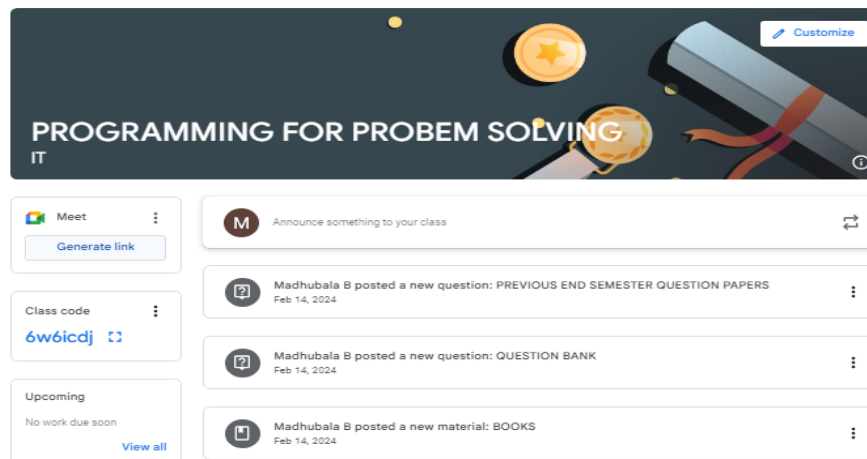 Customize
PROGRAMMING FOR PROBEM SOLVING
IT
Meet
Generate link
Class code
6w6icdj
Upcoming
No work due soon
View all
M
Announce something to your class
Madhubala B posted a new question: PREVIOUS END SEMESTER QUESTION PAPERS
Feb 14, 2024
Madhubala B posted a new question: QUESTION BANK
Feb 14, 2024
Madhubala B posted a new material: BOOKS
Feb 14, 2024